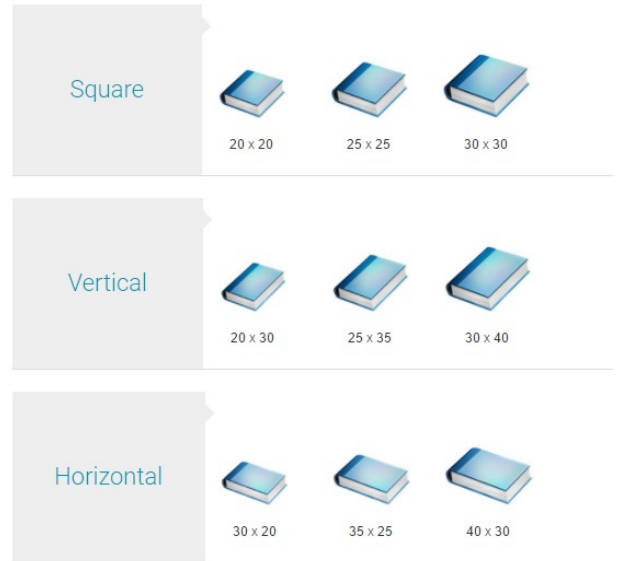 Square
20 x 20
25 x 25
30 x 30
Vertical
20 x 30
25 x 35
30 x 40
Horizontal
30 x 20
35 x 25
40 x 30